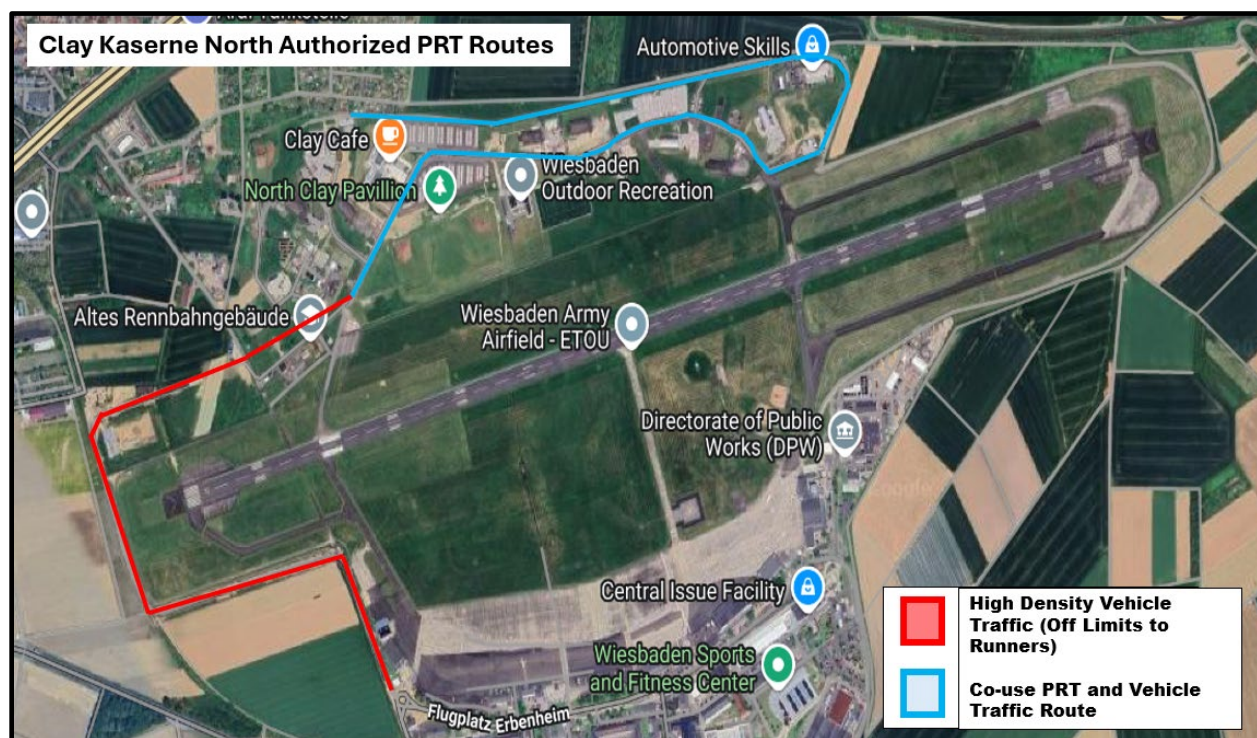 Clay Kaserne North Authorized PRT Routes
Automotive Skills
Clay Cafe
North Clay Pavillion
Wiesbaden
Outdoor Recreation
Altes Rennbahngebäude
Wiesbaden Army
Airfield - ETOU
Directorate of Public
Works (DPW)
Google
Central Issue Facility
Wiesbaden Sports
and Fitness Center
Flugplatz Erbenheim
High Density Vehicle
Traffic (Off Limits to
Runners)
Co-use PRT and Vehicle
Traffic Route